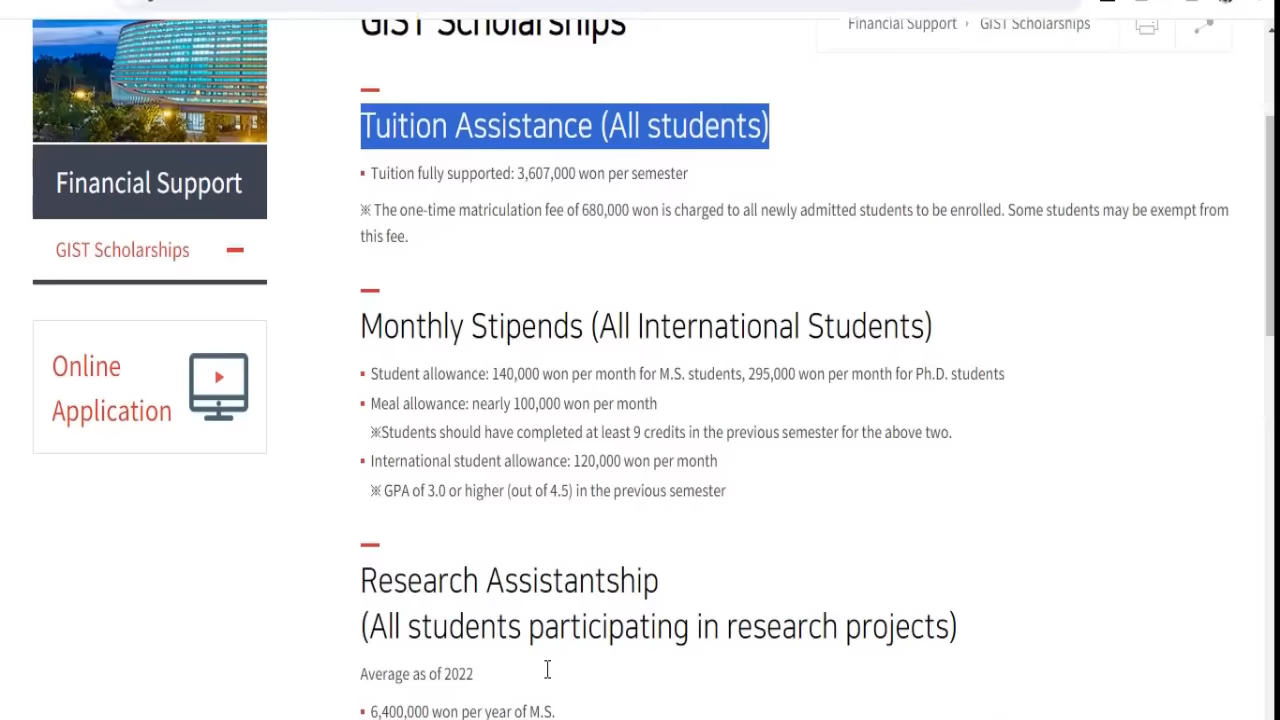 GIST Scholarships
Financial Support › GIST Scholarships
Tuition Assistance (All students)
Financial Support
▪ Tuition fully supported: 3,607,000 won per semester
※ The one-time matriculation fee of 680,000 won is charged to all newly admitted students to be enrolled. Some students may be exempt from
this fee.
GIST Scholarships
Monthly Stipends (All International Students)
Online
Application
▪ Student allowance: 140,000 won per month for M.S. students, 295,000 won per month for Ph.D. students
▪ Meal allowance: nearly 100,000 won per month
※Students should have completed at least 9 credits in the previous semester for the above two.
▪ International student allowance: 120,000 won per month
※ GPA of 3.0 or higher (out of 4.5) in the previous semester
Research Assistantship
(All students participating in research projects)
Average as of 2022
▪ 6,400,000 won per year of M.S.